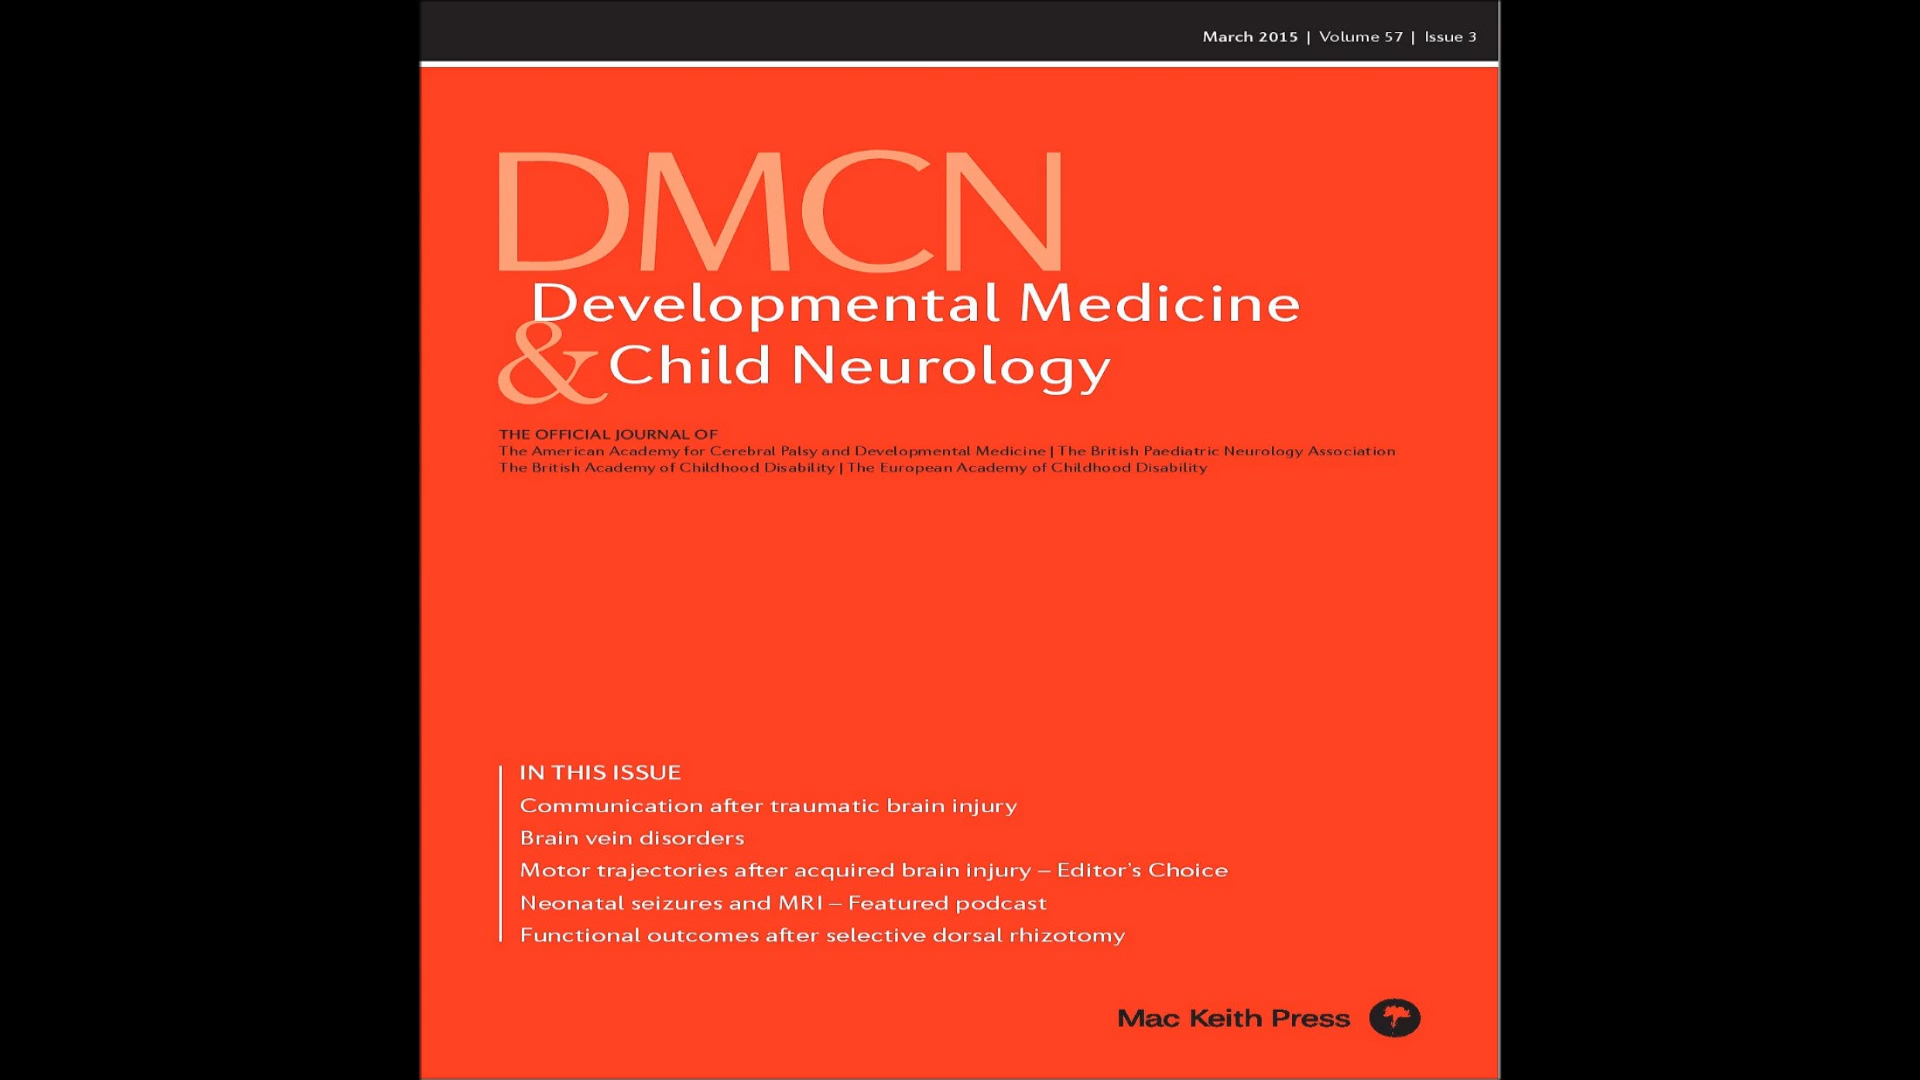 March 2015 | Volume 57 | Issue 3
DMCN
Developmental Medicine
& Child Neurology
THE OFFICIAL JOURNAL OF
The American Academy for Cerebral Palsy and Developmental Medicine | The British Paediatric Neurology Association
The British Academy of Childhood Disability | The European Academy of Childhood Disability
IN THIS ISSUE
Communication after traumatic brain injury
Brain vein disorders
Motor trajectories after acquired brain injury – Editor's Choice
Neonatal seizures and MRI – Featured podcast
Functional outcomes after selective dorsal rhizotomy
Mac Keith Press